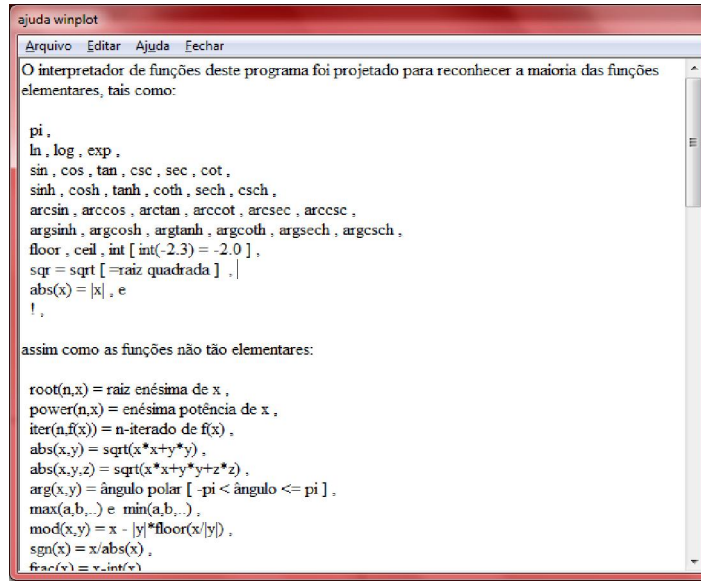 ajuda winplot
Arquivo Editar Ajuda Fechar
O interpretador de funções deste programa foi projetado para reconhecer a maioria das funções
elementares, tais como:
pi ,
ln , log , exp ,
sin , cos , tan , csc , sec , cot ,
sinh , cosh , tanh , coth , sech , csch ,
arcsin , arccos , arctan , arccot , arcsec , arccsc ,
argsinh , argcosh , argtanh , argcoth , argsech , argcsch ,
floor , ceil , int [ int(-2.3) = -2.0 ] ,
sqr = sqrt [ =raiz quadrada ] ,
abs(x) = |x| , e
! ,
assim como as funções não tão elementares:
root(n,x) = raiz enésima de x ,
power(n,x) = enésima potência de x ,
iter(n,f(x)) = n-iterado de f(x) ,
abs(x,y) = sqrt(x*x+y*y) ,
abs(x,y,z) = sqrt(x*x+y*y+z*z) ,
arg(x,y) = ângulo polar [ -pi < ângulo <= pi ] ,
max(a,b,..) e min(a,b,..) ,
mod(x,y) = x - |y|*floor(x/|y|) ,
sgn(x) = x/abs(x) ,
frac(x) = x-int(x)